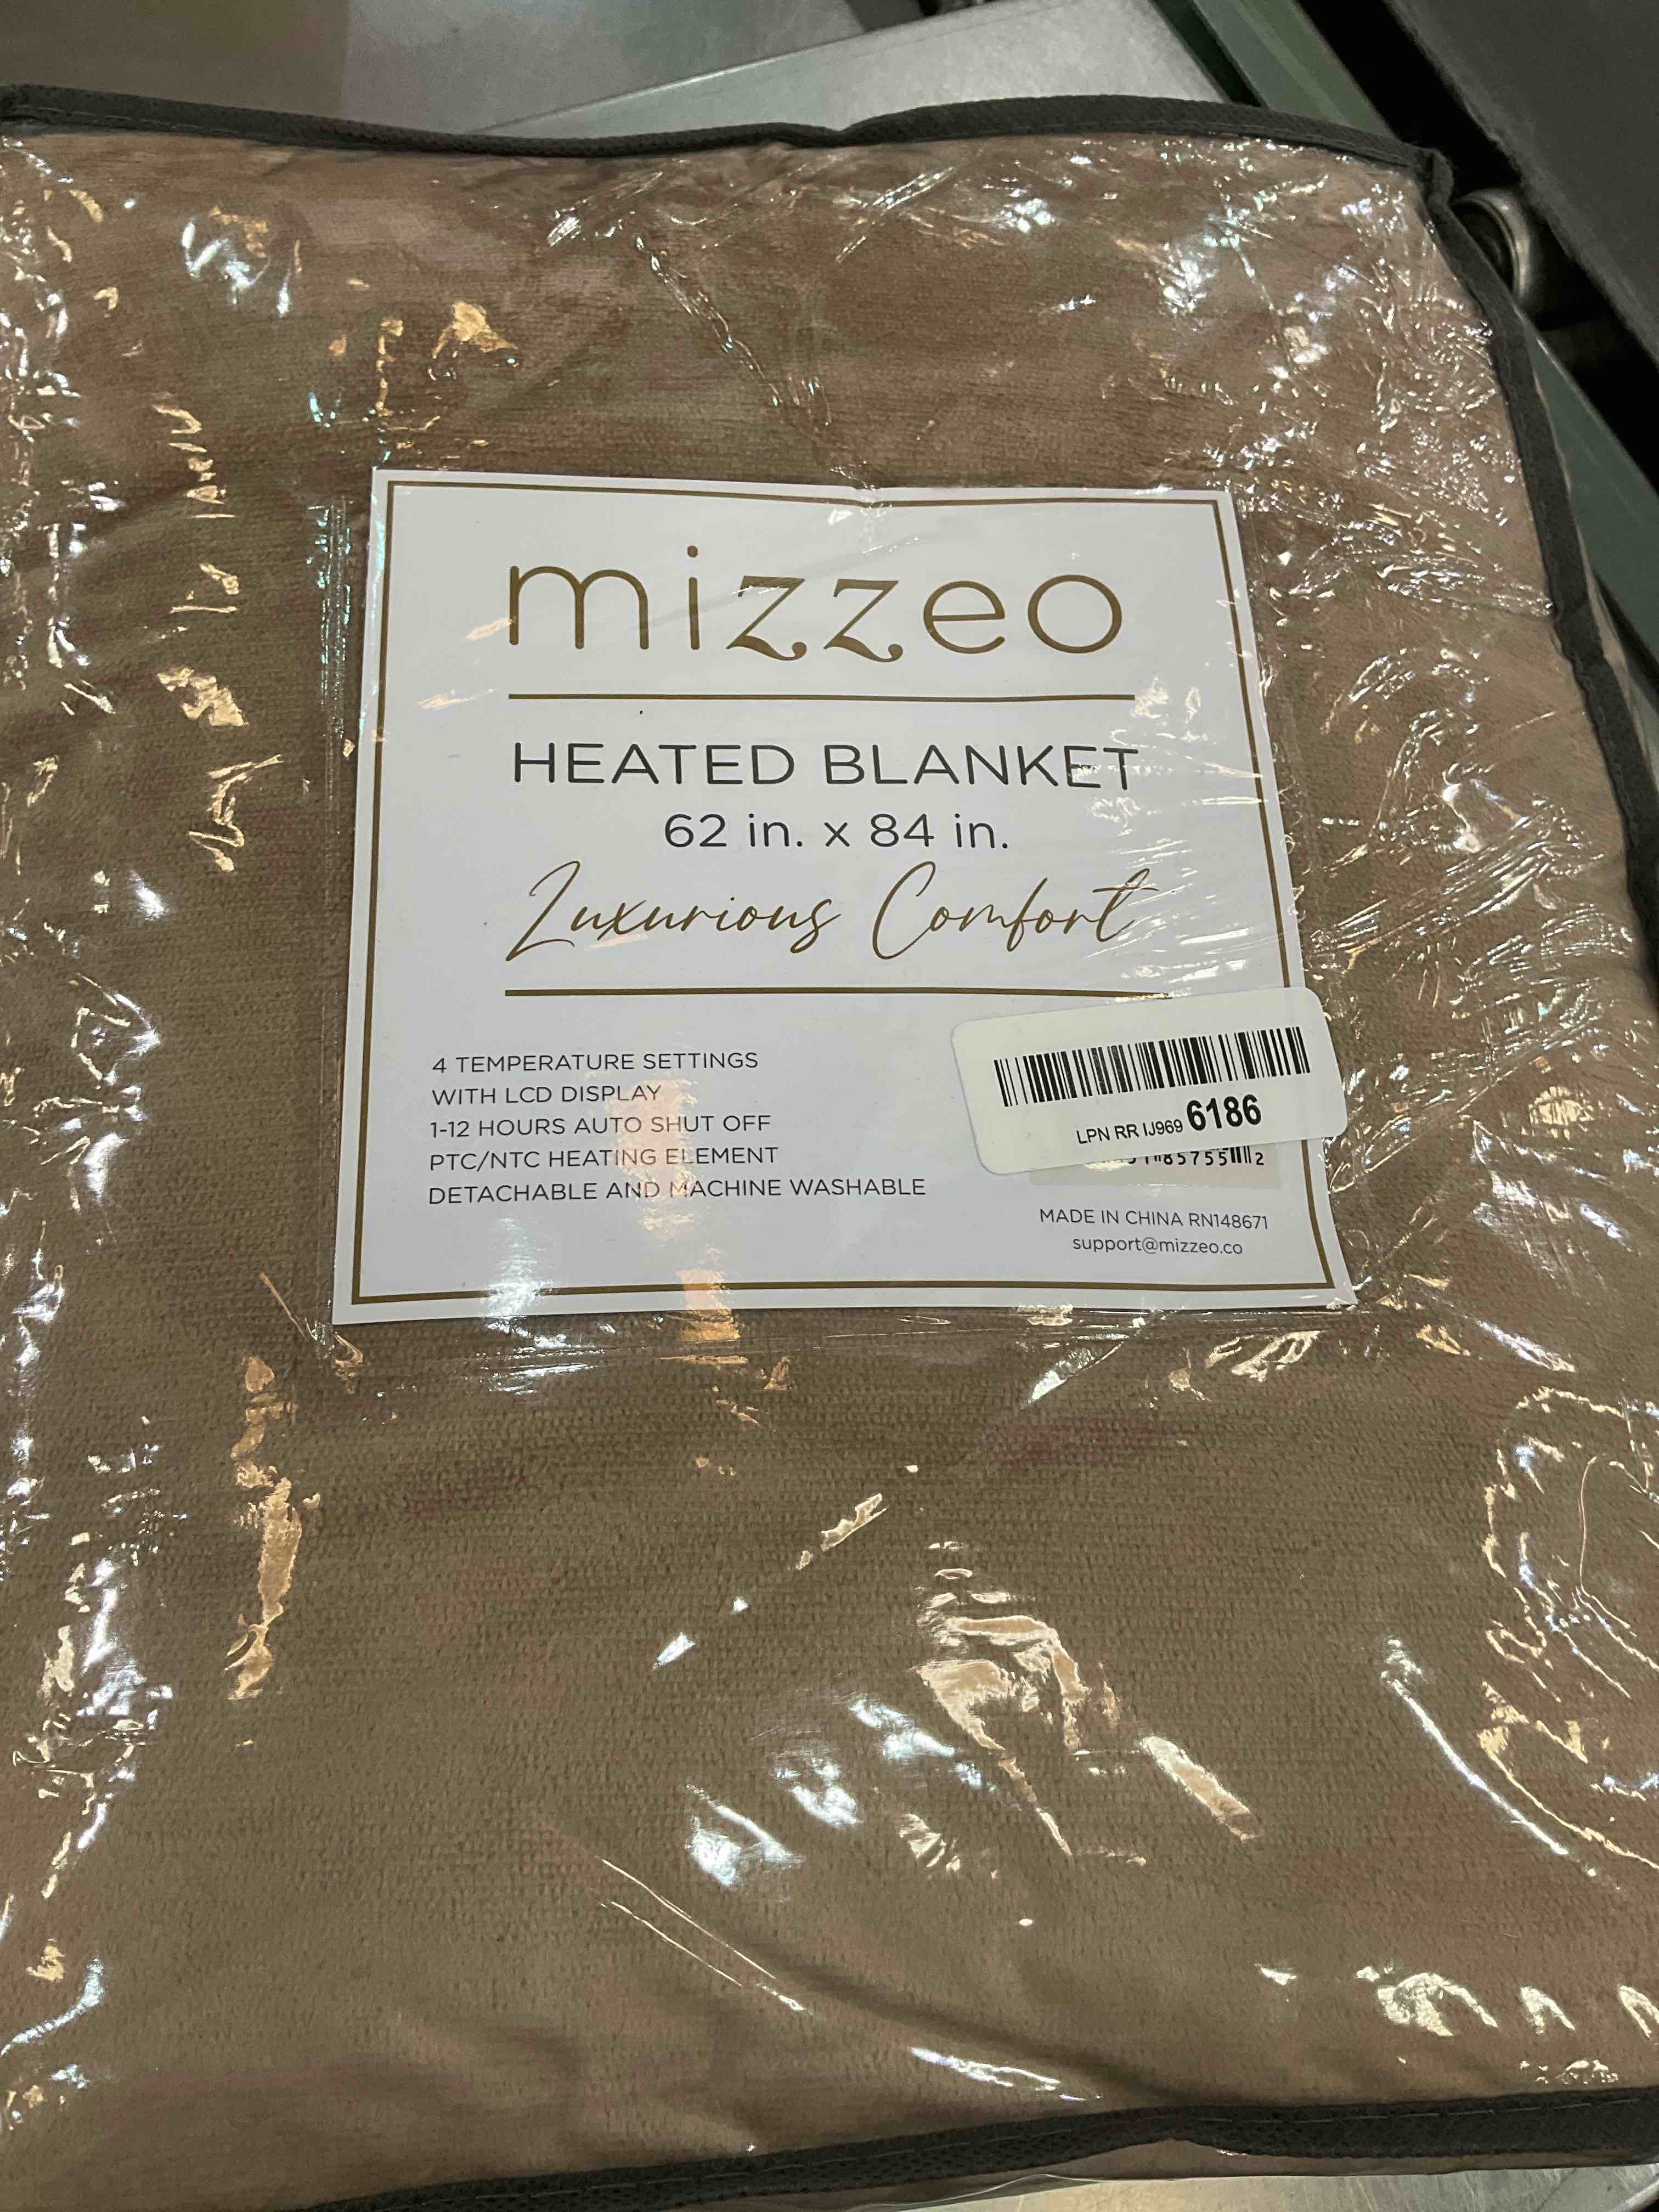 mizzeo
HEATED BLANKET
62 in. x 84 in.
Luxurious Comfort
4 TEMPERATURE SETTINGS
WITH LCD DISPLAY
1-12 HOURS AUTO SHUT OFF
PTC/NTC HEATING ELEMENT
DETACHABLE AND MACHINE WASHABLE
LPN RR IJ969 6186
85755 2
MADE IN CHINA RN148671
support@mizzeo.co